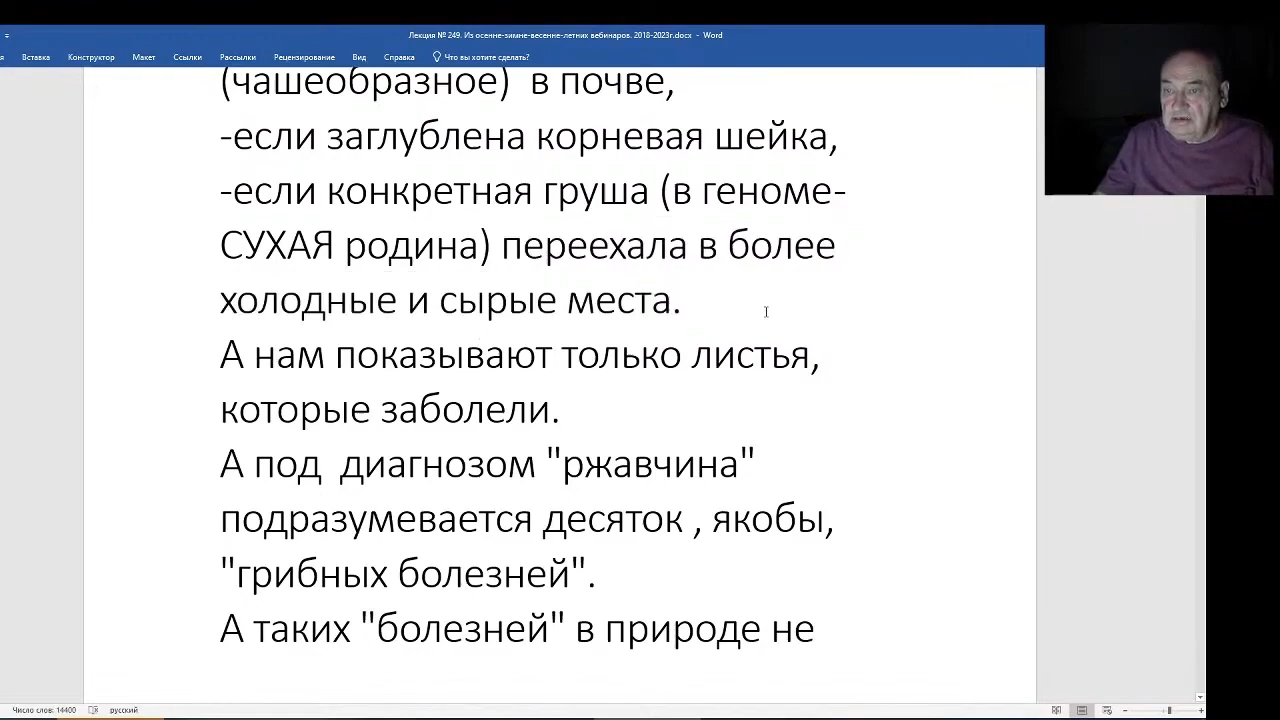 Лекция № 249. Из осенне-зимне-весенне-летних вебинаров. 2018-2023г.docx - Word
Вставка Конструктор Макет Ссылки Рассылки Рецензирование Вид Справка Что вы хотите сделать?
(чашеобразное) в почве,
-если заглублена корневая шейка,
-если конкретная груша (в геноме-
СУХАЯ родина) переехала в более
холодные и сырые места.
А нам показывают только листья,
которые заболели.
А под диагнозом "ржавчина"
подразумевается десяток , якобы,
"грибных болезней".
А таких "болезней" в природе не
Число слов: 14400 русский